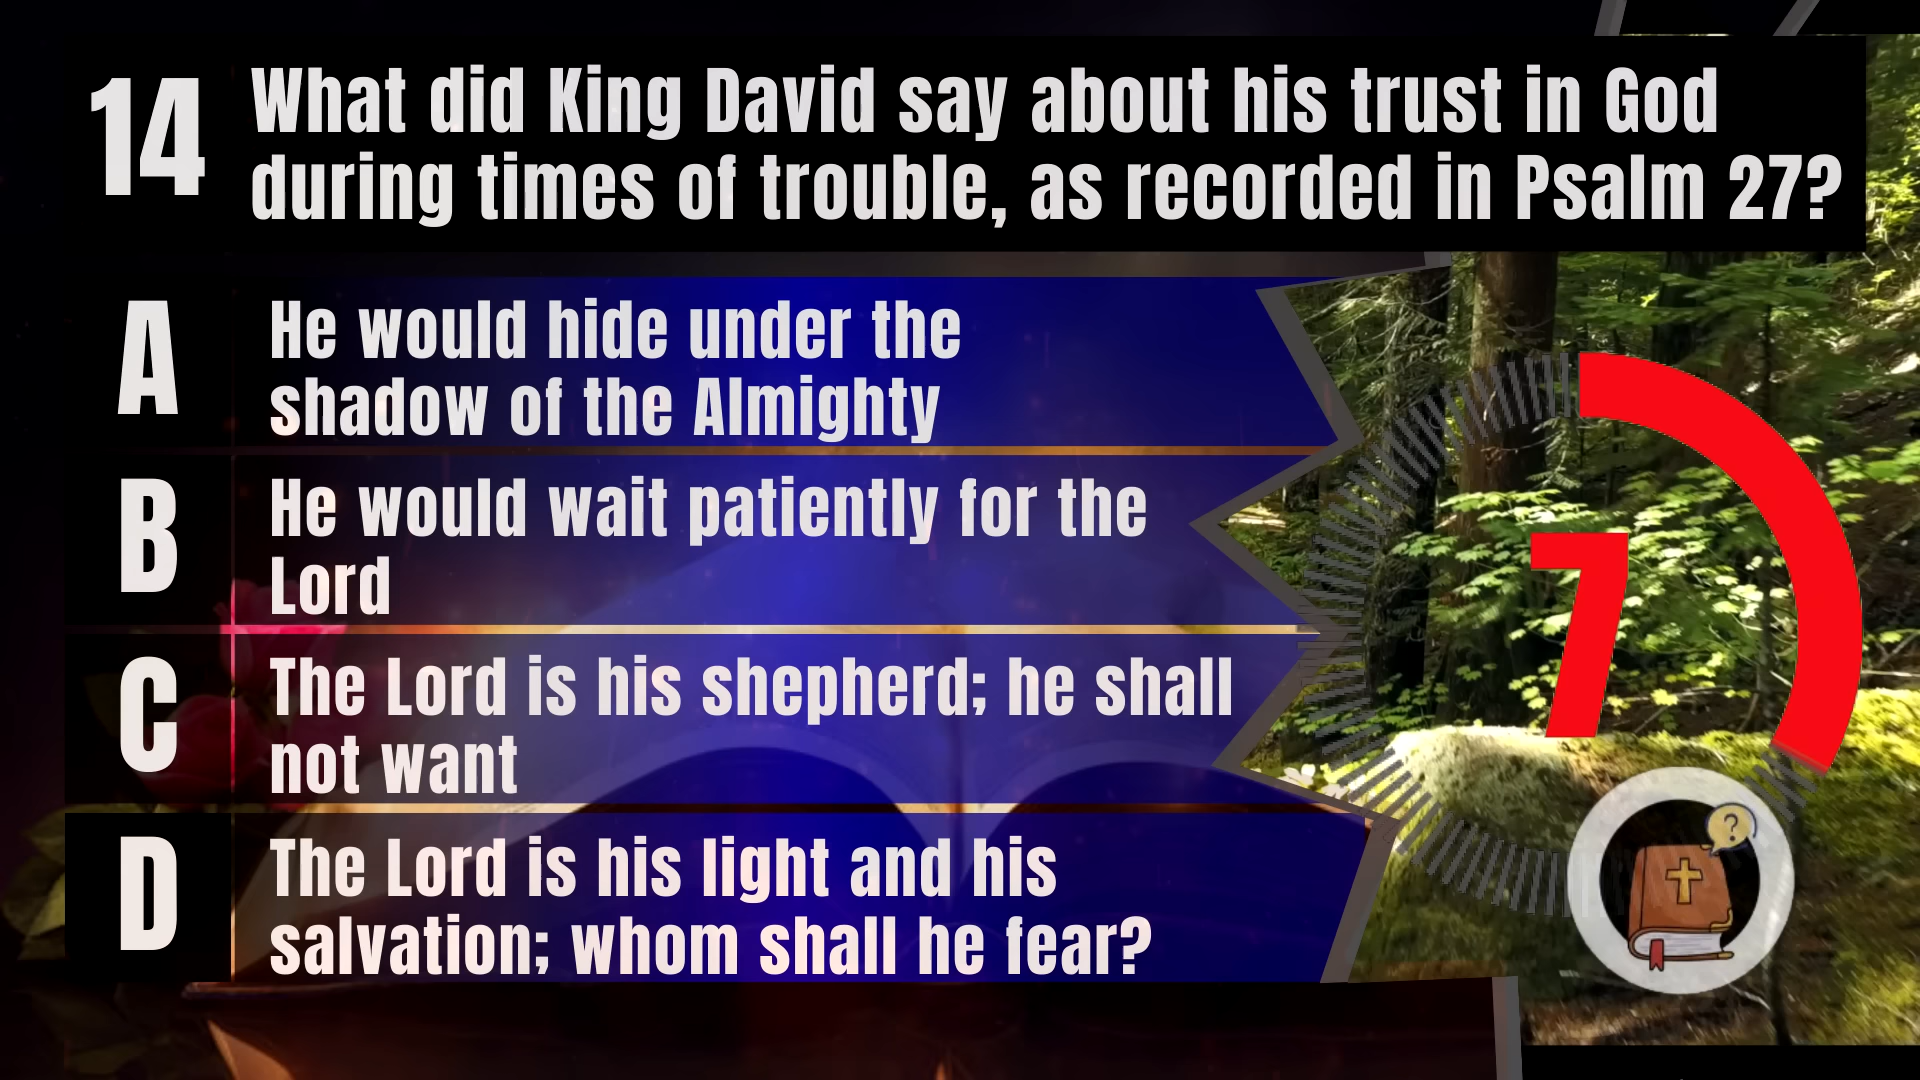 14
What did King David say about his trust in God
during times of trouble, as recorded in Psalm 27?
A
He would hide under the
shadow of the Almighty
B
He would wait patiently for the
Lord
C
The Lord is his shepherd; he shall
not want
D
The Lord is his light and his
salvation; whom shall he fear?
7
?